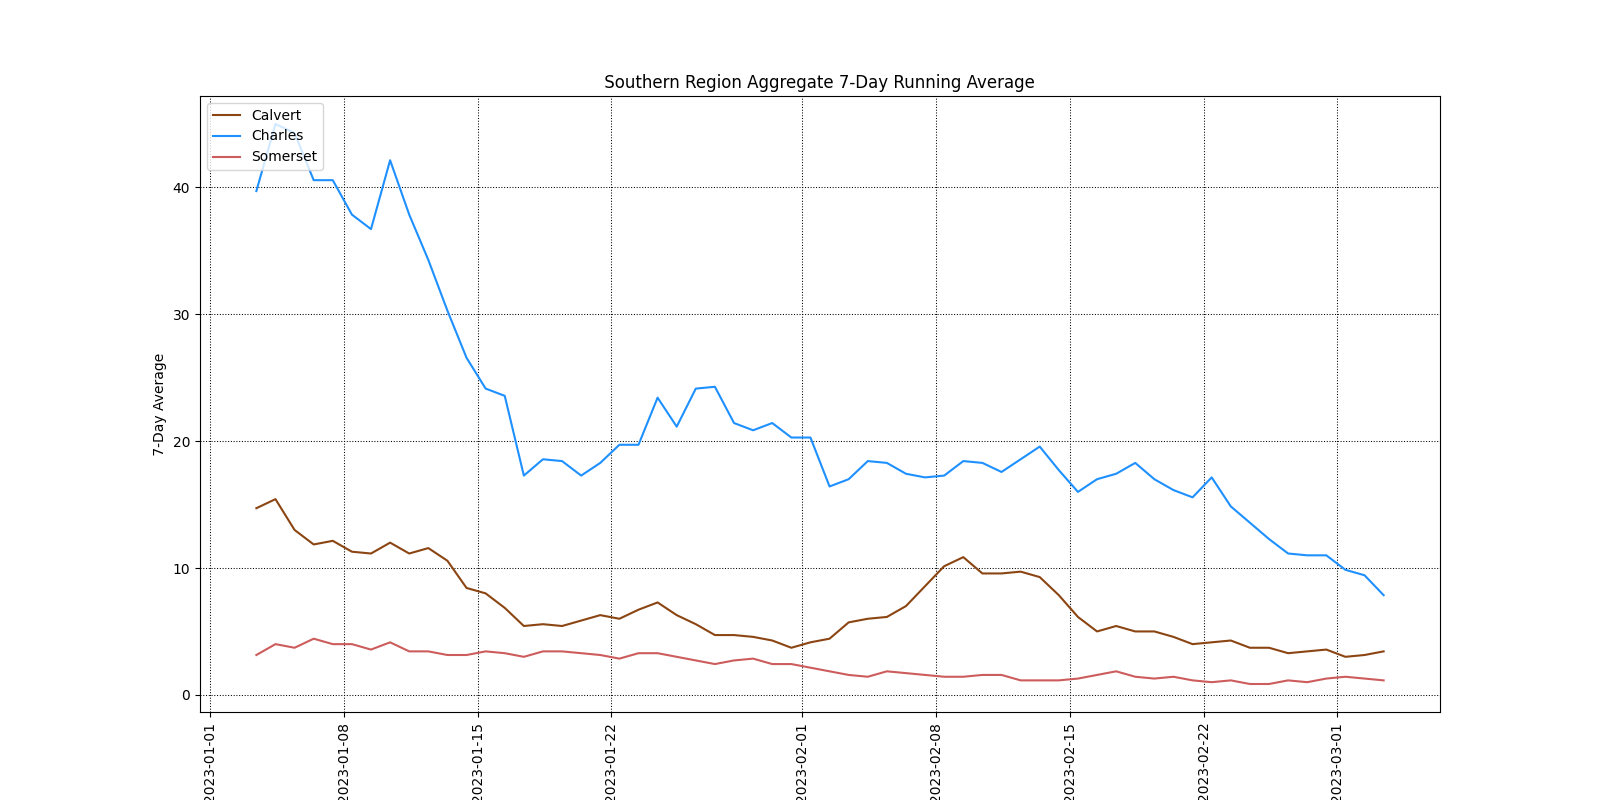 Southern Region Aggregate 7-Day Running Average
Calvert
Charles
Somerset
7-Day Average
40
30
20
10
0
2023-01-01
2023-01-08
2023-01-15
2023-01-22
2023-02-01
2023-02-08
2023-02-15
2023-02-22
2023-03-01